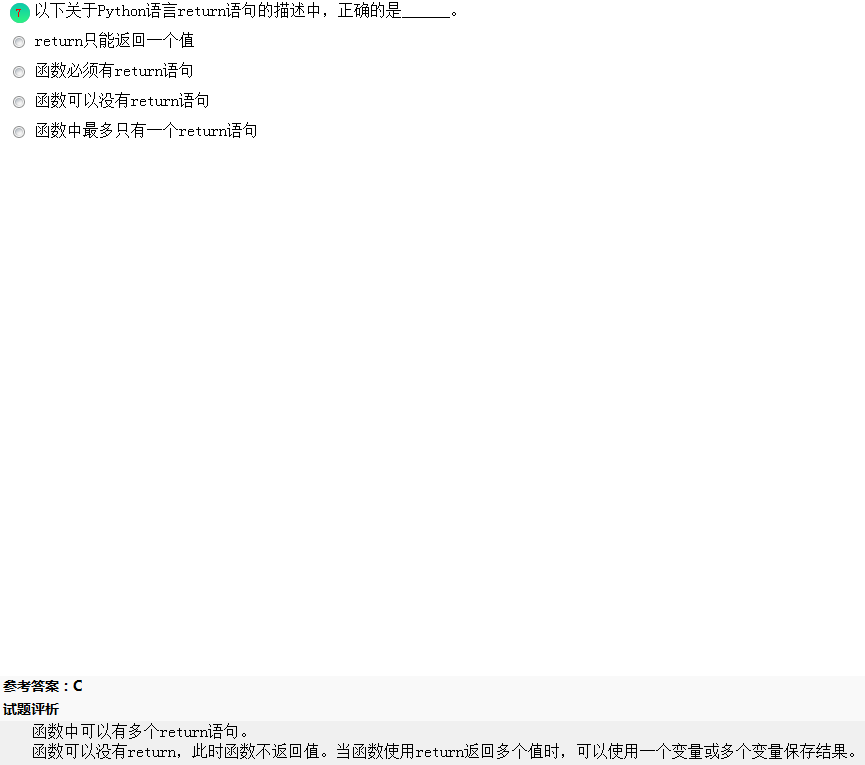 7 以下关于Python语言return语句的描述中，正确的是______。
return只能返回一个值
函数必须有return语句
函数可以没有return语句
函数中最多只有一个return语句
参考答案：C
试题评析
函数中可以有多个return语句。
函数可以没有return，此时函数不返回值。当函数使用return返回多个值时，可以使用一个变量或多个变量保存结果。